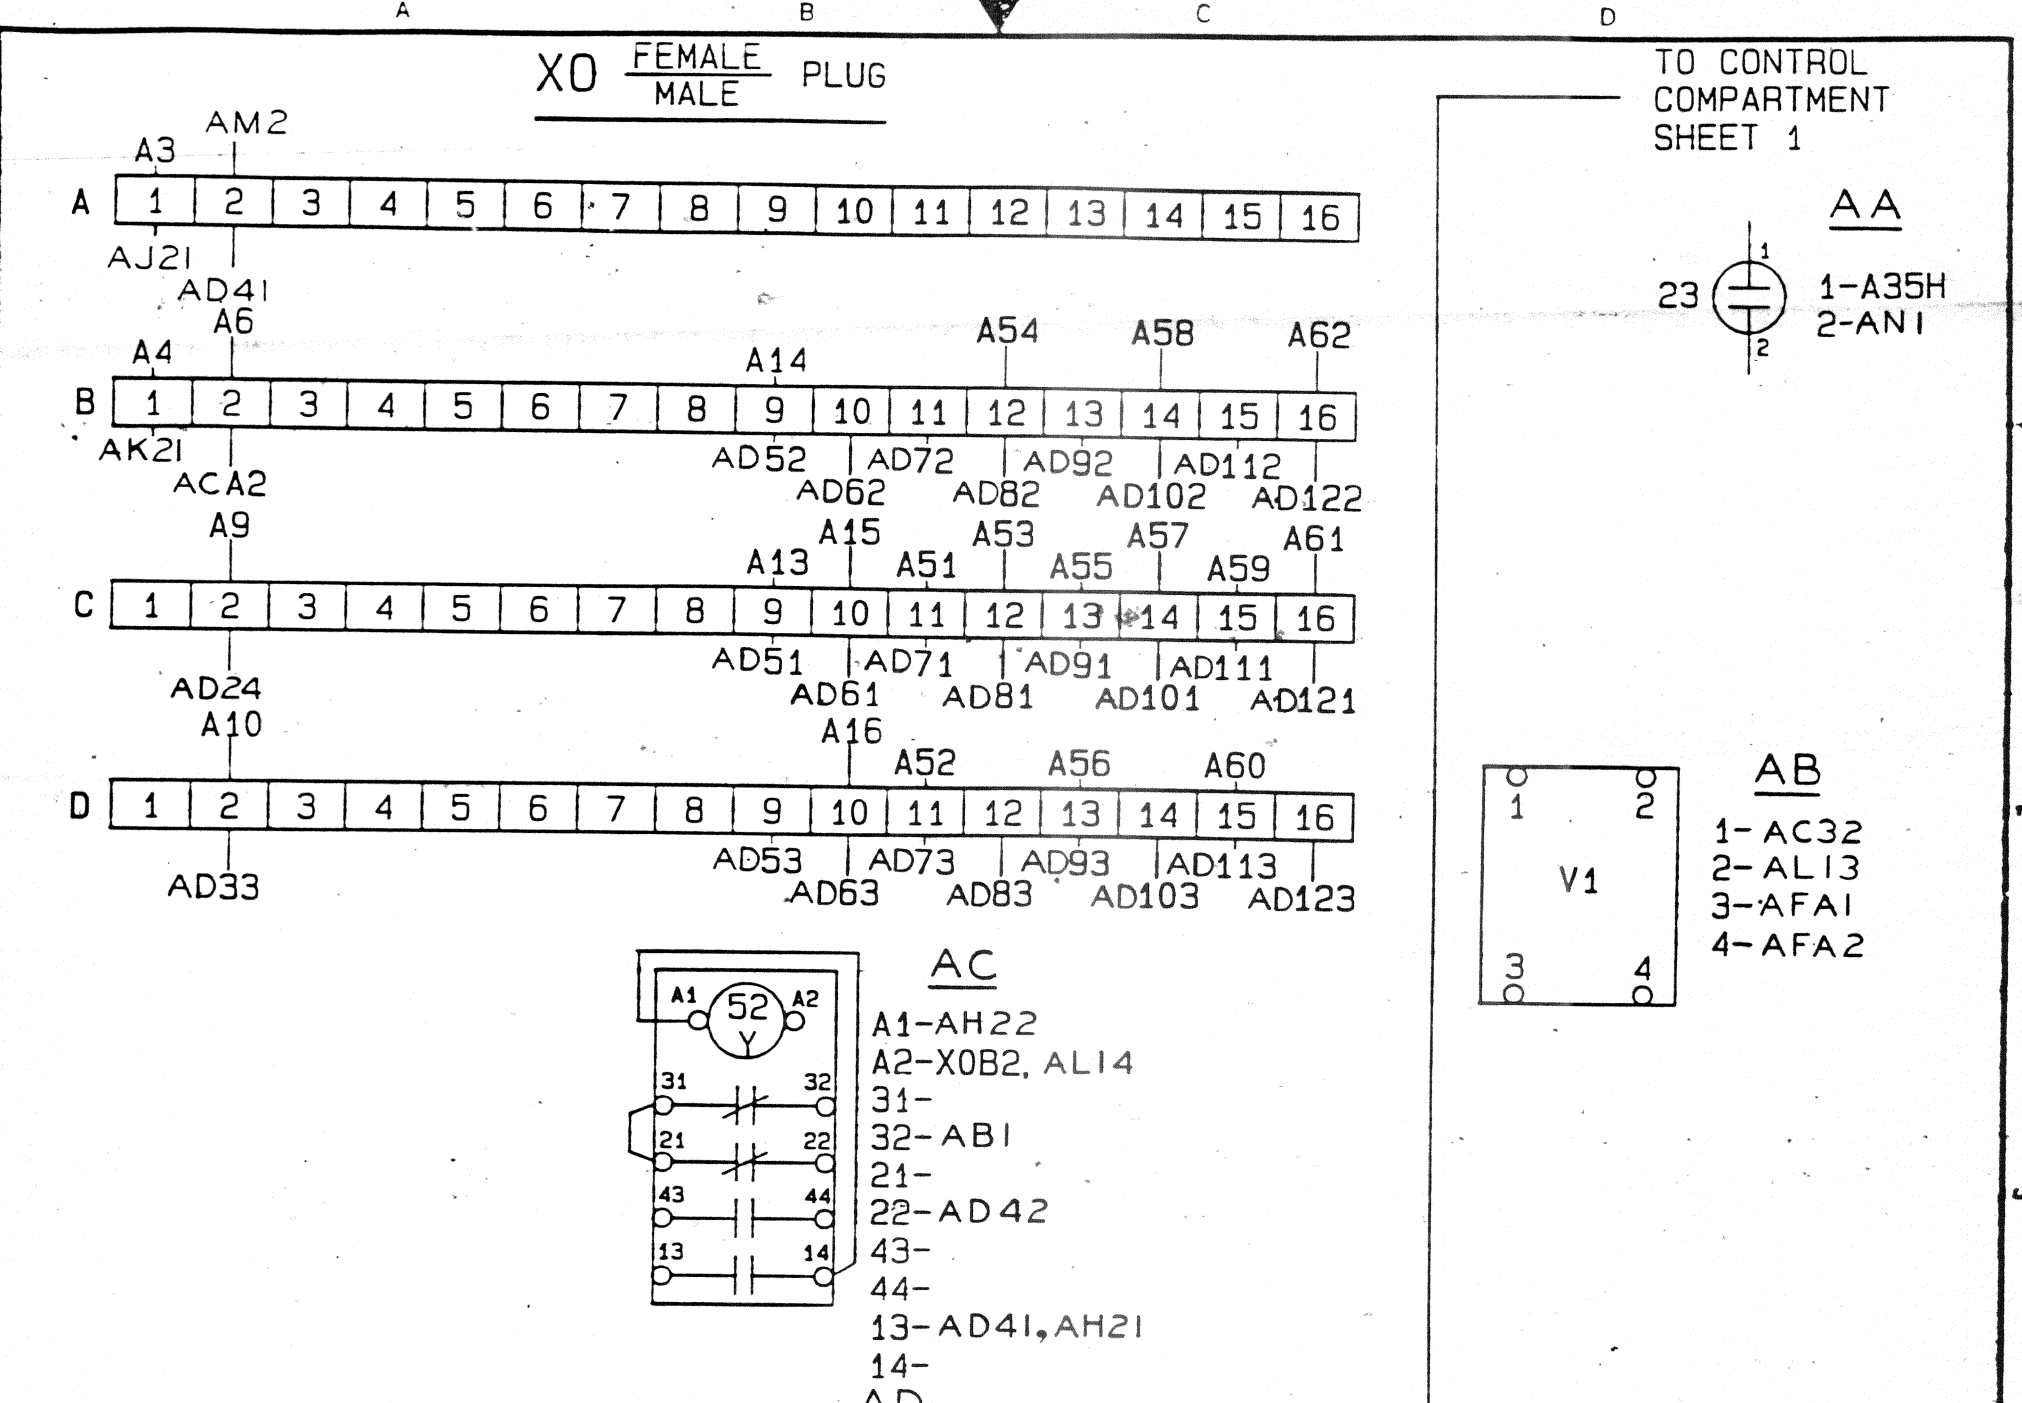 A B C D
XO FEMALE PLUG
MALE
TO CONTROL
COMPARTMENT
SHEET 1
AM2
A3
A 1 2 3 4 5 6 7 8 9 10 11 12 13 14 15 16
AJ21
AD41
A6
A54 A58 A62
A4 A14
B 1 2 3 4 5 6 7 8 9 10 11 12 13 14 15 16
AK21 AD52 AD72 AD92 AD112
ACA2 AD62 AD82 AD102 AD122
A9 A15 A53 A57 A61
A13 A51 A55 A59
C 1 2 3 4 5 6 7 8 9 10 11 12 13 14 15 16
AD51 AD71 AD91 AD111
AD24 AD61 AD81 AD101 AD121
A10 A16
A52 A56 A60
D 1 2 3 4 5 6 7 8 9 10 11 12 13 14 15 16
AD53 AD73 AD93 AD113
AD33 AD63 AD83 AD103 AD123
AA
1
23
2
1-A35H
2-AN1
AB
1 2
V1
3 4
1-AC32
2-AL13
3-AFA1
4-AFA2
AC
A1 52 A2
Y
31 32
21 22
43 44
13 14
A1-AH22
A2-X0B2, AL14
31-
32-AB1
21-
22-AD42
43-
44-
13-AD41, AH21
14-
AD